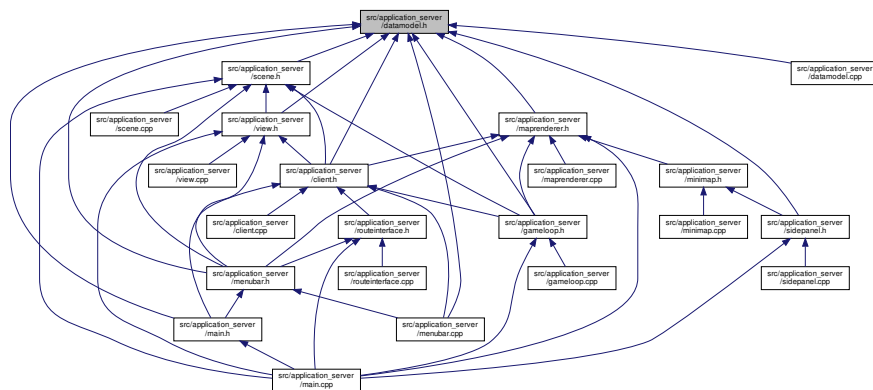 src/application_server
/datamodel.h
src/application_server
/scene.h
src/application_server
/datamodel.cpp
src/application_server
/scene.cpp
src/application_server
/view.h
src/application_server
/maprenderer.h
src/application_server
/view.cpp
src/application_server
/client.h
src/application_server
/maprenderer.cpp
src/application_server
/minimap.h
src/application_server
/client.cpp
src/application_server
/routeinterface.h
src/application_server
/gameloop.h
src/application_server
/minimap.cpp
src/application_server
/sidepanel.h
src/application_server
/menubar.h
src/application_server
/routeinterface.cpp
src/application_server
/gameloop.cpp
src/application_server
/sidepanel.cpp
src/application_server
/main.h
src/application_server
/menubar.cpp
src/application_server
/main.cpp